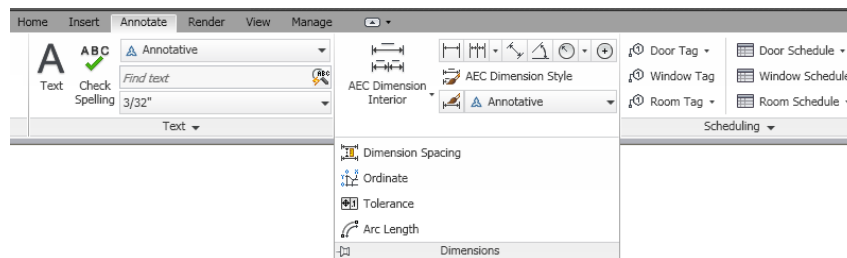 Home Insert Annotate Render View Manage
A ABC Annotative
Text Check Spelling
Find text
3/32"
Text
AEC Dimension Interior
AEC Dimension Style
Annotative
Dimension Spacing
Ordinate
Tolerance
Arc Length
Dimensions
Door Tag Door Schedule
Window Tag Window Schedule
Room Tag Room Schedule
Scheduling